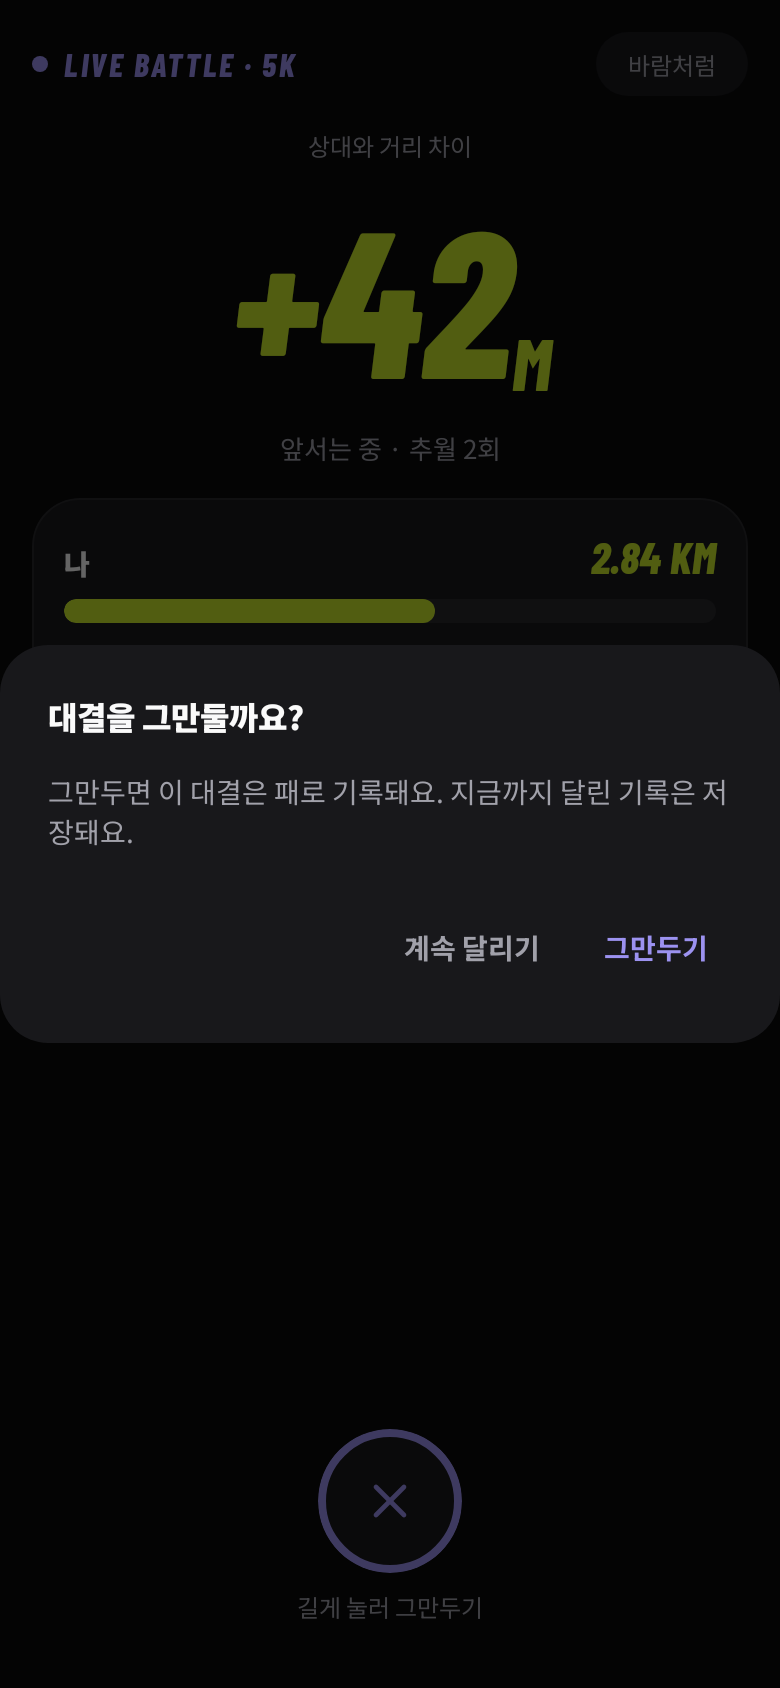 LIVE BATTLE · 5K
바람처럼
상대와 거리 차이
+42M
앞서는 중 · 추월 2회
나
2.84 KM
대결을 그만둘까요?
그만두면 이 대결은 패로 기록돼요. 지금까지 달린 기록은 저
장돼요.
계속 달리기
그만두기
길게 눌러 그만두기